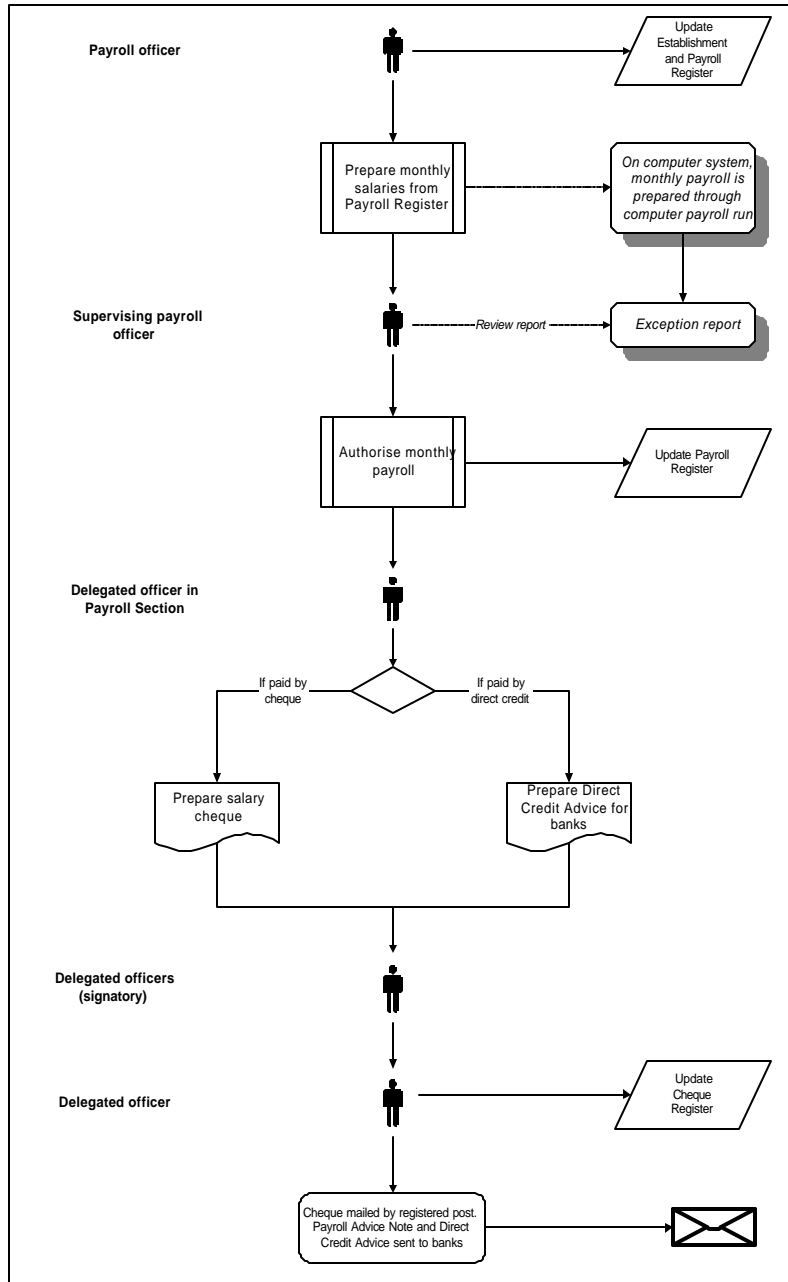 Payroll officer
Update
Establishment
and Payroll
Register
Prepare monthly
salaries from
Payroll Register
On computer system,
monthly payroll is
prepared through
computer payroll run
Supervising payroll
officer
Review report
Exception report
Authorise monthly
payroll
Update Payroll
Register
Delegated officer in
Payroll Section
If paid by
cheque
If paid by
direct credit
Prepare salary
cheque
Prepare Direct
Credit Advice for
banks
Delegated officers
(signatory)
Delegated officer
Update
Cheque
Register
Cheque mailed by registered post.
Payroll Advice Note and Direct
Credit Advice sent to banks